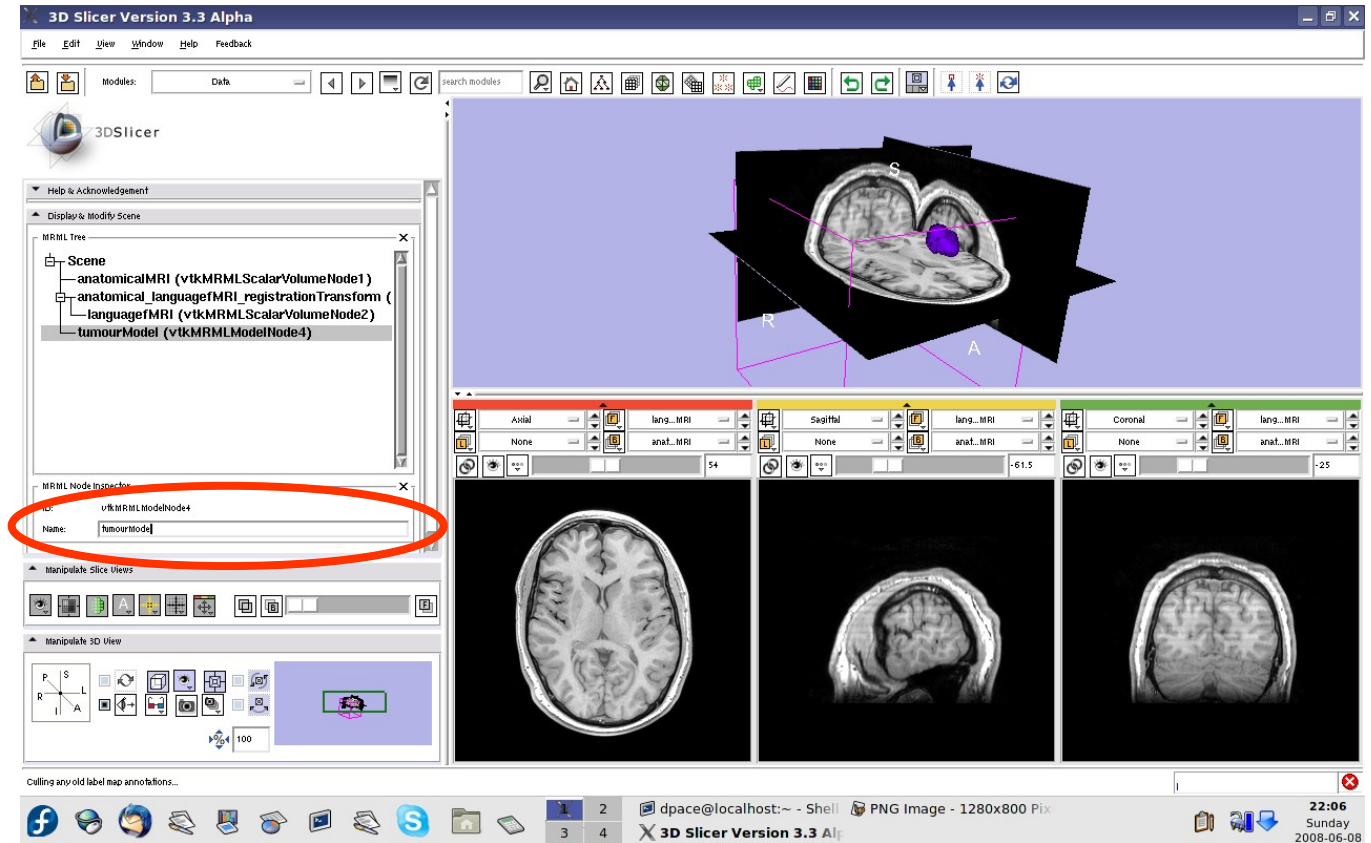 3D Slicer Version 3.3 Alpha
File Edit View Window Help Feedback
Modules: Data search modules
3DSlicer
Help & Acknowledgement
Display & Modify Scene
MRML Tree
Scene
anatomicalMRI (vtkMRMLScalarVolumeNode1)
anatomical_languagefMRI_registrationTransform (
languagefMRI (vtkMRMLScalarVolumeNode2)
tumourModel (vtkMRMLModelNode4)
MRML Node Inspector
ID: vtkMRMLModelNode4
Name: tumourModel
Manipulate Slice Views
Manipulate 3D View
P S
R L
I A
100
S
R
A
Axial lang...MRI
None anat...MRI
54
Sagittal lang...MRI
None anat...MRI
-61.5
Coronal lang...MRI
None anat...MRI
-25
Culling any old label map annotations...
1 2
3 4
dpace@localhost:~ - Shell
PNG Image - 1280x800 Pix
3D Slicer Version 3.3 Alp
22:06
Sunday
2008-06-08